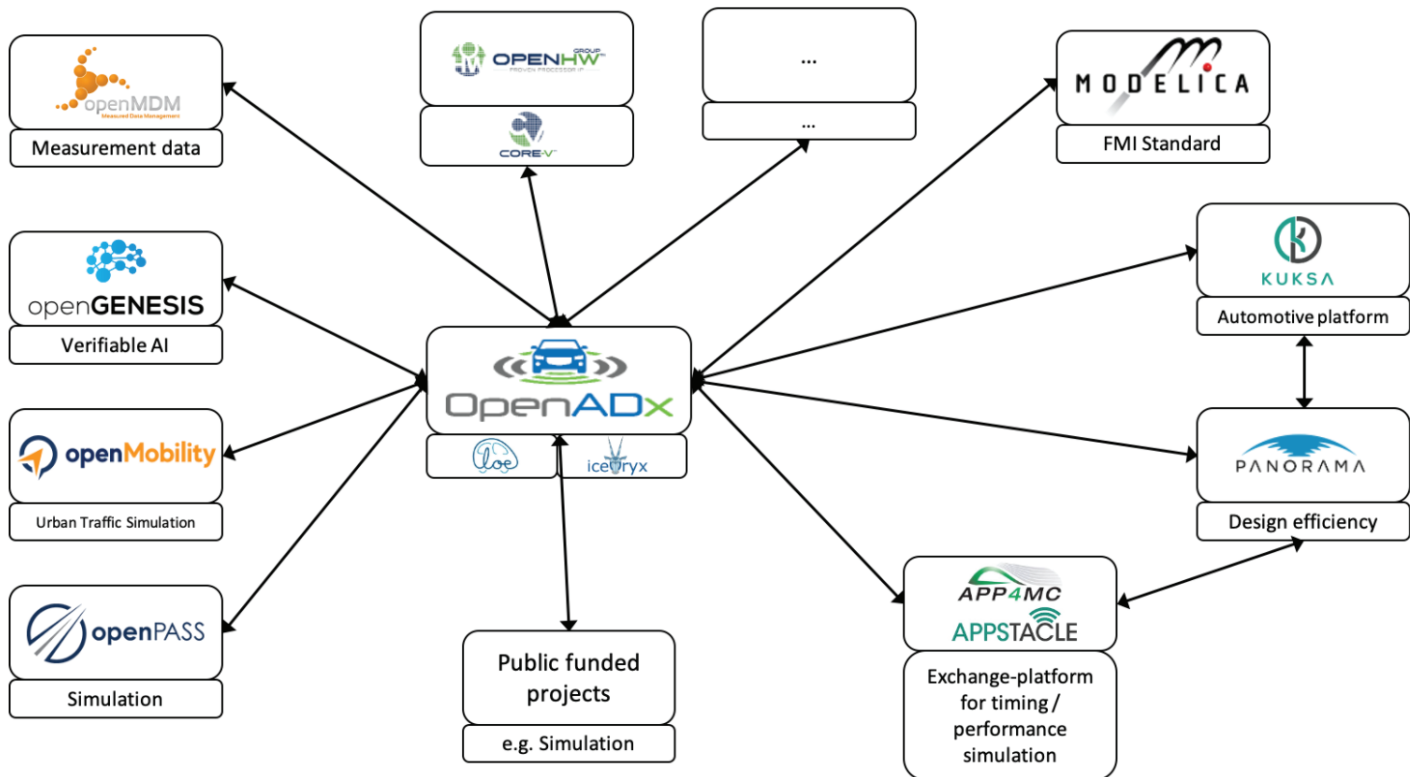 openMDM
Measured Data Management
Measurement data
GROUP
OPENHW
PROVEN PROCESSOR IP
CORE-V
...
...
MODELICA
FMI Standard
openGENESIS
Verifiable AI
KUKSA
Automotive platform
OpenADx
loe
iceoryx
openMobility
Urban Traffic Simulation
PANORAMA
Design efficiency
openPASS
Simulation
Public funded
projects
e.g. Simulation
APP4MC
APPSTACLE
Exchange-platform
for timing /
performance
simulation